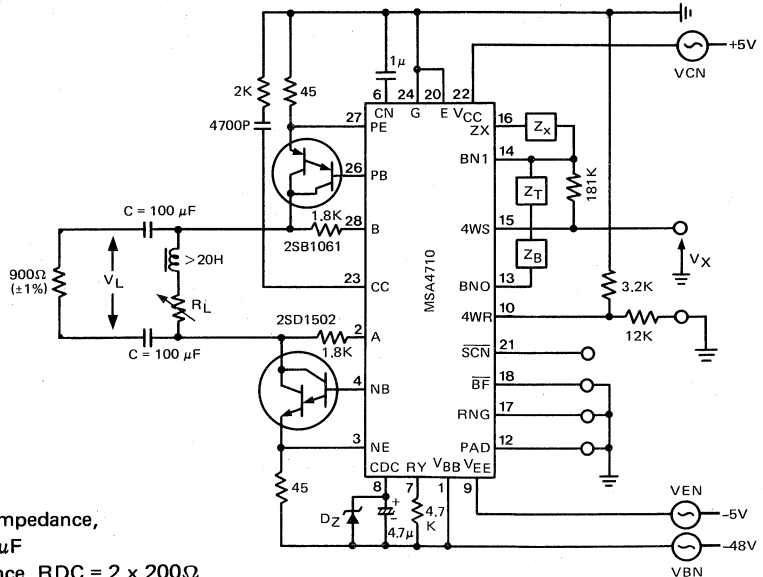 +5V
VCN
1μ
2K
45
4700P
6 24 20 22
CN G E VCC
27 PE
ZX 16
Zx
26 PB
BN1 14
ZT
181K
C = 100 μF
1.8K
28 B
4WS 15
2SB1061
VX
ZB
>20H
900Ω
(±1%)
VL
RL
23 CC
MSA4710
BNO 13
3.2K
4WR 10
12K
2SD1502
2 A
1.8K
C = 100 μF
SCN 21
4 NB
BF 18
RNG 17
3 NE
PAD 12
CDC RY VBB VEE
8 7 1 9
45
DZ
+
-
4.7μ
4.7
K
VEN
-5V
-48V
VBN
mpedance,
μF
nce, RDC = 2 x 200Ω